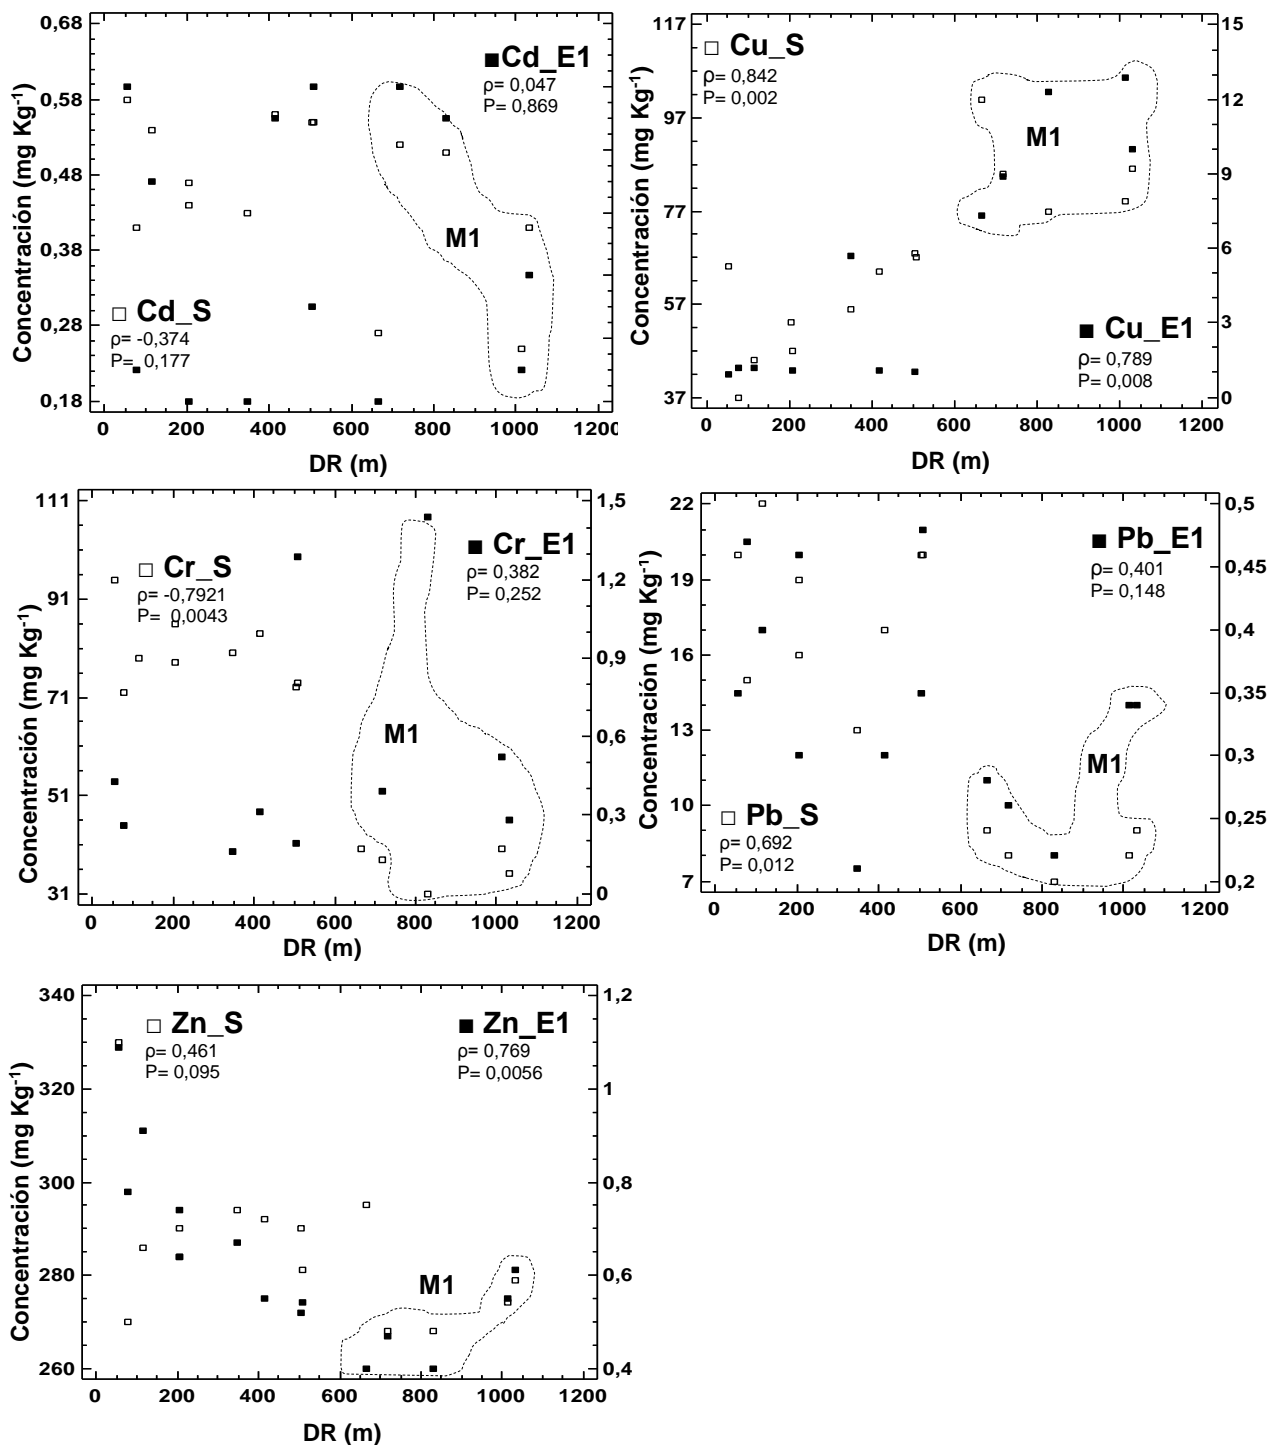 0,68
0,58
0,48
0,38
0,28
0,18
Concentración (mg Kg-1)
■Cd_E1
ρ= 0,047
P= 0,869
M1
□ Cd_S
ρ= -0,374
P= 0,177
0 200 400 600 800 1000 1200
DR (m)
117
97
77
57
37
Concentración (mg Kg-1)
□ Cu_S
ρ= 0,842
P= 0,002
M1
■ Cu_E1
ρ= 0,789
P= 0,008
15
12
9
6
3
0
0 200 400 600 800 1000 1200
DR (m)
111
91
71
51
31
Concentración (mg Kg-1)
□ Cr_S
ρ= -0,7921
P= 0,0043
■ Cr_E1
ρ= 0,382
P= 0,252
M1
1,5
1,2
0,9
0,6
0,3
0
0 200 400 600 800 1000 1200
DR (m)
22
19
16
13
10
7
Concentración (mg Kg-1)
■ Pb_E1
ρ= 0,401
P= 0,148
M1
□ Pb_S
ρ= 0,692
P= 0,012
0,5
0,45
0,4
0,35
0,3
0,25
0,2
0 200 400 600 800 1000 1200
DR (m)
340
320
300
280
260
Concentración (mg Kg-1)
□ Zn_S
ρ= 0,461
P= 0,095
■ Zn_E1
ρ= 0,769
P= 0,0056
M1
1,2
1
0,8
0,6
0,4
0 200 400 600 800 1000 1200
DR (m)